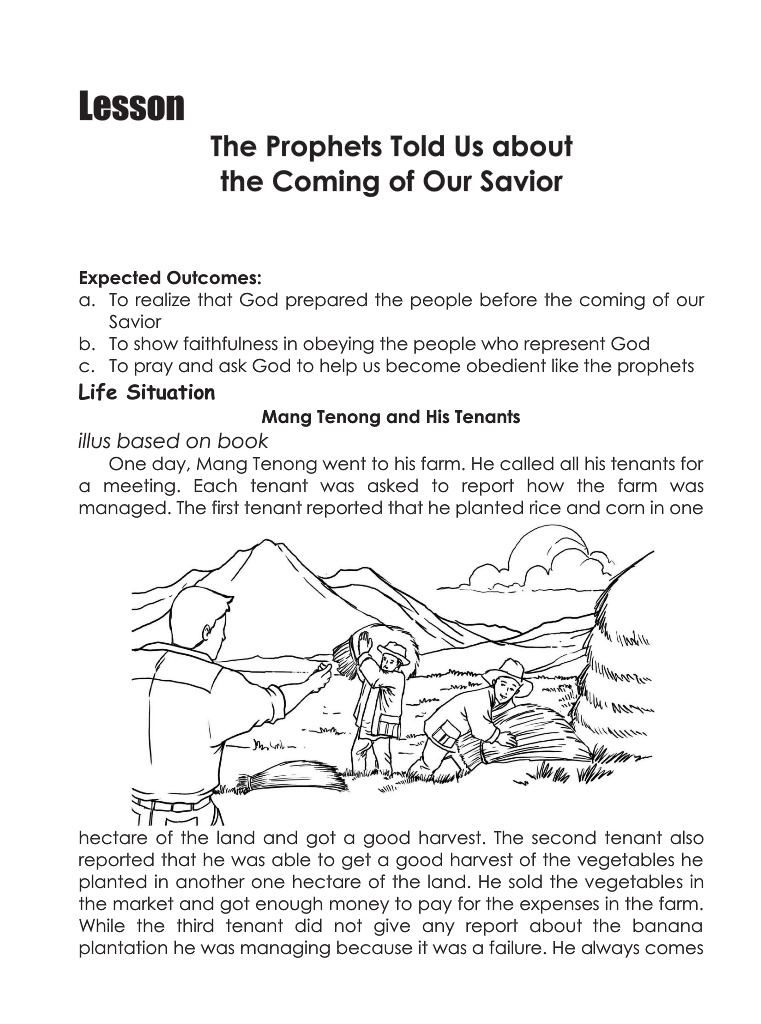 Lesson
The Prophets Told Us about
the Coming of Our Savior
Expected Outcomes:
a. To realize that God prepared the people before the coming of our
Savior
b. To show faithfulness in obeying the people who represent God
c. To pray and ask God to help us become obedient like the prophets
Life Situation
Mang Tenong and His Tenants
illus based on book
One day, Mang Tenong went to his farm. He called all his tenants for
a meeting. Each tenant was asked to report how the farm was
managed. The first tenant reported that he planted rice and corn in one
hectare of the land and got a good harvest. The second tenant also
reported that he was able to get a good harvest of the vegetables he
planted in another one hectare of the land. He sold the vegetables in
the market and got enough money to pay for the expenses in the farm.
While the third tenant did not give any report about the banana
plantation he was managing because it was a failure. He always comes